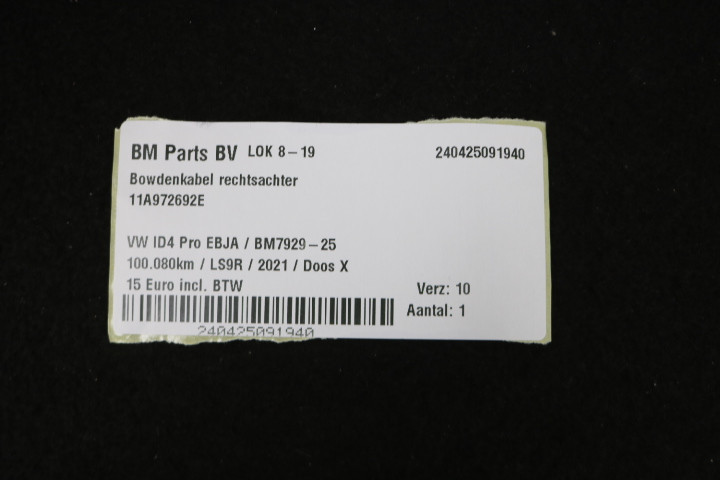 BM Parts BV LOK 8-19 240425091940
Bowdenkabel rechtsachter
11A972692E
VW ID4 Pro EBJA / BM7929-25
100.080km / LS9R / 2021 / Doos X
15 Euro incl. BTW Verz: 10
Aantal: 1
240425091940